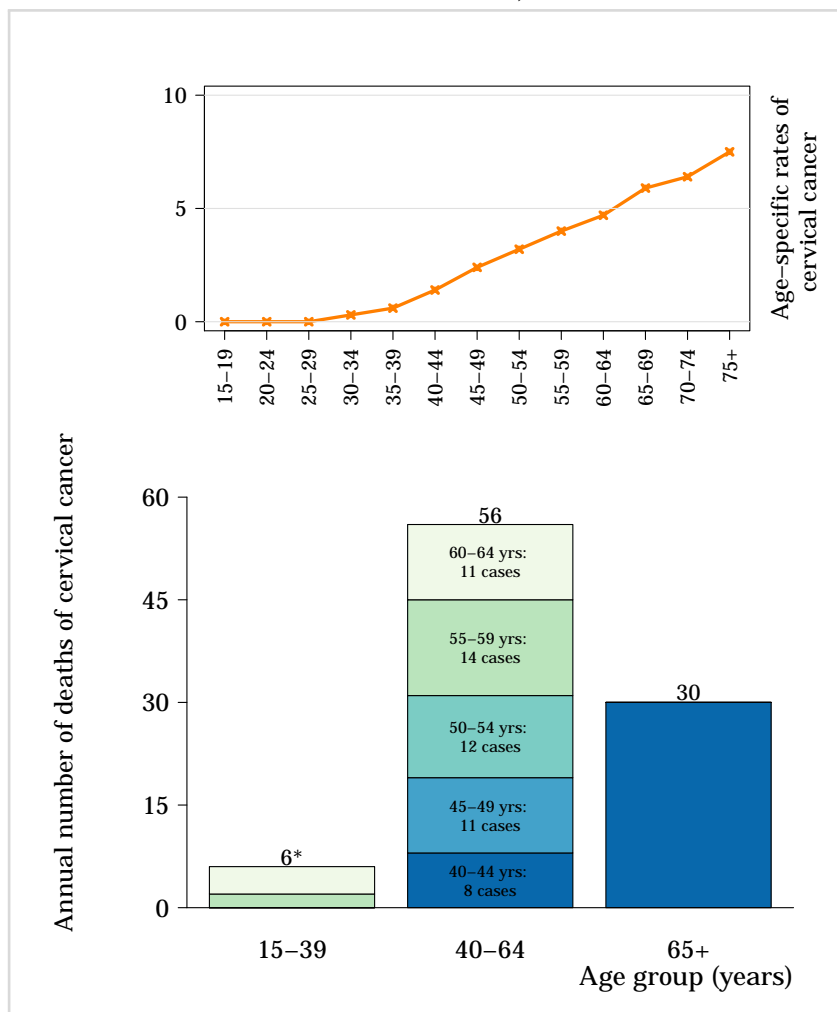 10
5
0
Age–specific rates of
cervical cancer
15–19
20–24
25–29
30–34
35–39
40–44
45–49
50–54
55–59
60–64
65–69
70–74
75+
Annual number of deaths of cervical cancer
60
45
30
15
0
6*
56
60–64 yrs:
11 cases
55–59 yrs:
14 cases
50–54 yrs:
12 cases
45–49 yrs:
11 cases
40–44 yrs:
8 cases
30
15–39
40–64
65+
Age group (years)